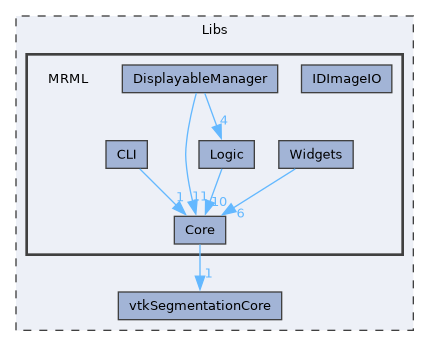 Libs
MRML
DisplayableManager
IDImageIO
4
CLI
Logic
Widgets
1
11
10
6
Core
1
vtkSegmentationCore